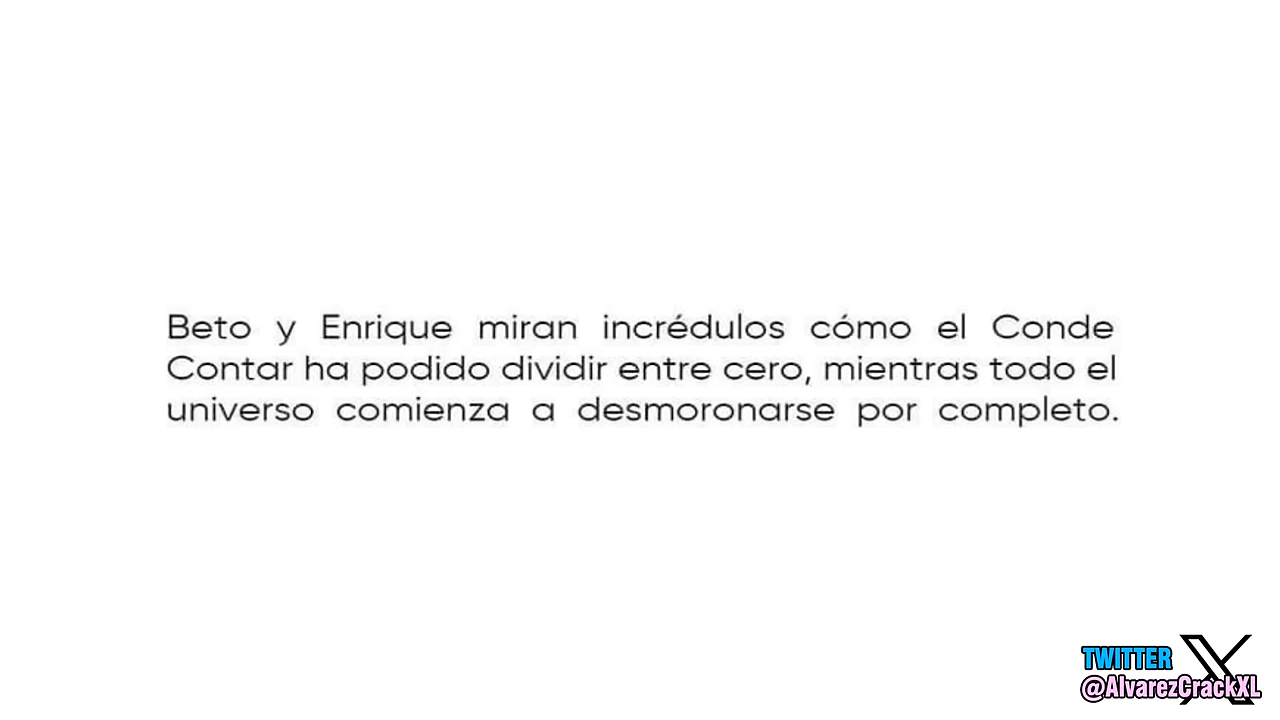 Beto y Enrique miran incrédulos cómo el Conde
Contar ha podido dividir entre cero, mientras todo el
universo comienza a desmoronarse por completo.
TWITTER X
@AlvarezCrackXL